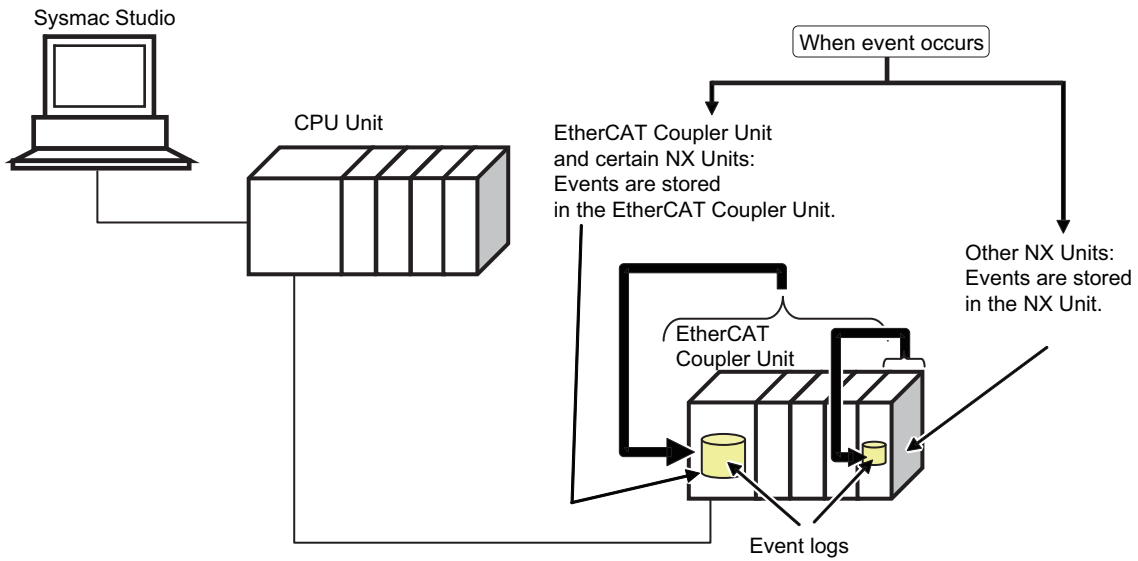 Sysmac Studio
When event occurs
CPU Unit
EtherCAT Coupler Unit
and certain NX Units:
Events are stored
in the EtherCAT Coupler Unit.
Other NX Units:
Events are stored
in the NX Unit.
EtherCAT
Coupler Unit
Event logs